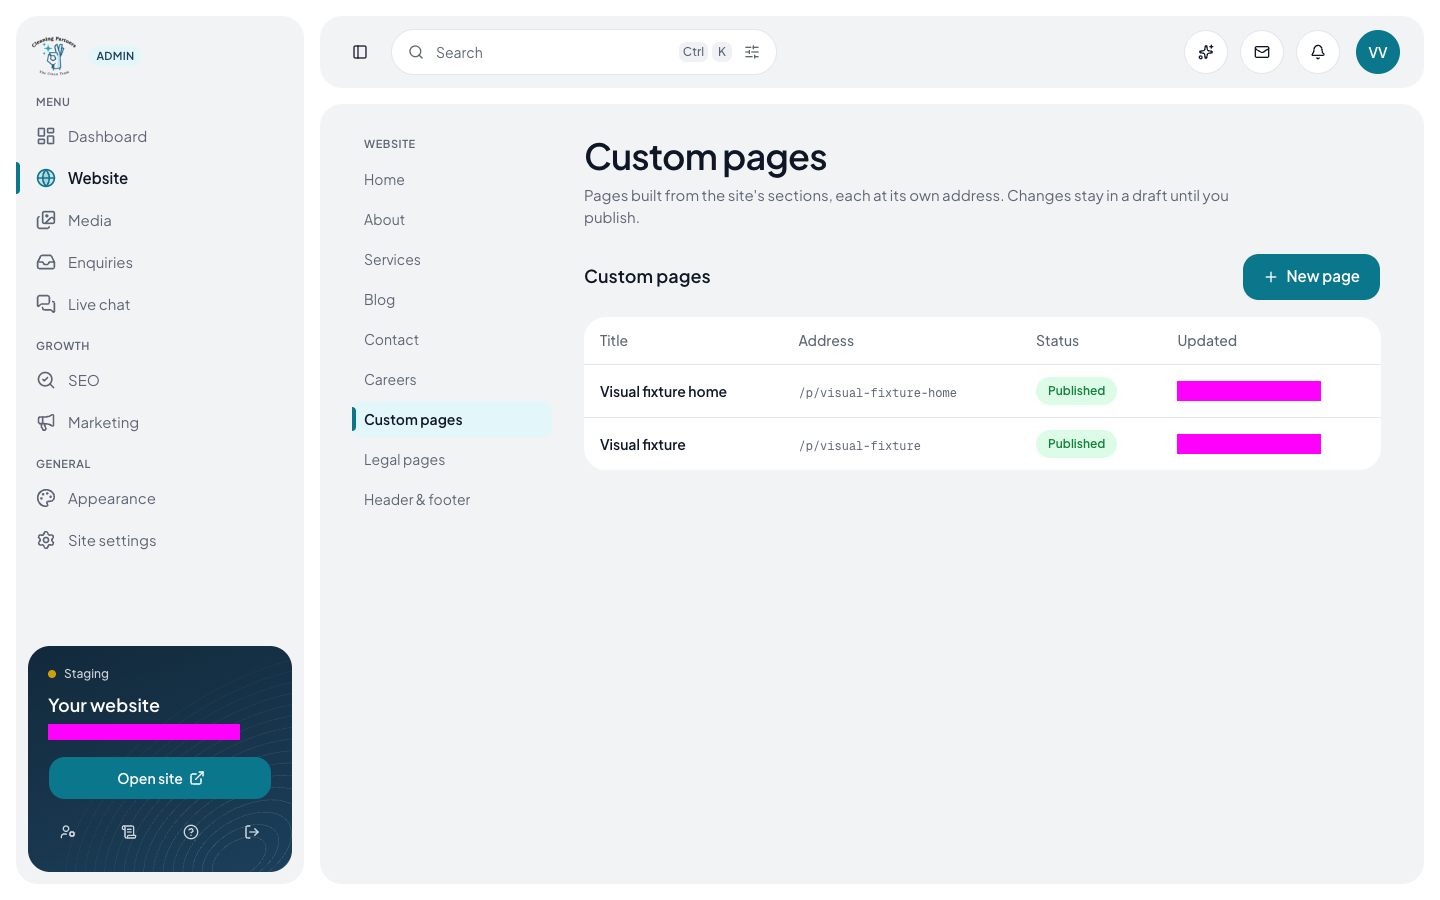 Cleaning Partners
ADMIN
MENU
Dashboard
Website
Media
Enquiries
Live chat
GROWTH
SEO
Marketing
GENERAL
Appearance
Site settings
Staging
Your website
Open site
Search
Ctrl K
VV
WEBSITE
Home
About
Services
Blog
Contact
Careers
Custom pages
Legal pages
Header & footer
Custom pages
Pages built from the site's sections, each at its own address. Changes stay in a draft until you
publish.
Custom pages
New page
Title Address Status Updated
Visual fixture home /p/visual-fixture-home Published
Visual fixture /p/visual-fixture Published